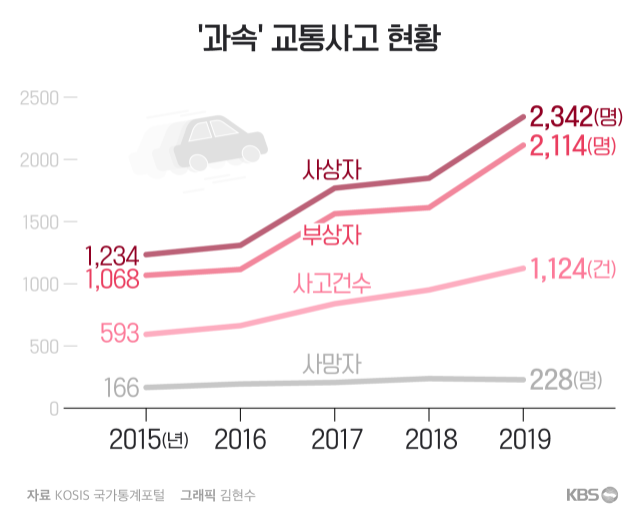 '과속' 교통사고 현황
2500
2000
1500
1000
500
0
사상자
부상자
사고건수
사망자
1,234
1,068
593
166
2,342(명)
2,114(명)
1,124(건)
228(명)
2015(년) 2016 2017 2018 2019
자료 KOSIS 국가통계포털 그래픽 김현수
KBS